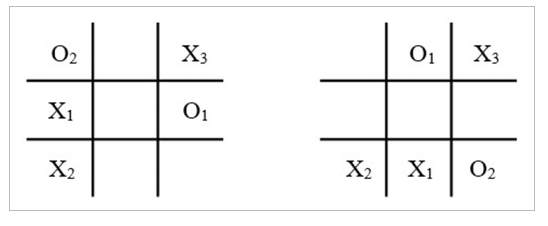 O₂ X₃
X₁ O₁
X₂
O₁ X₃
X₂ X₁ O₂